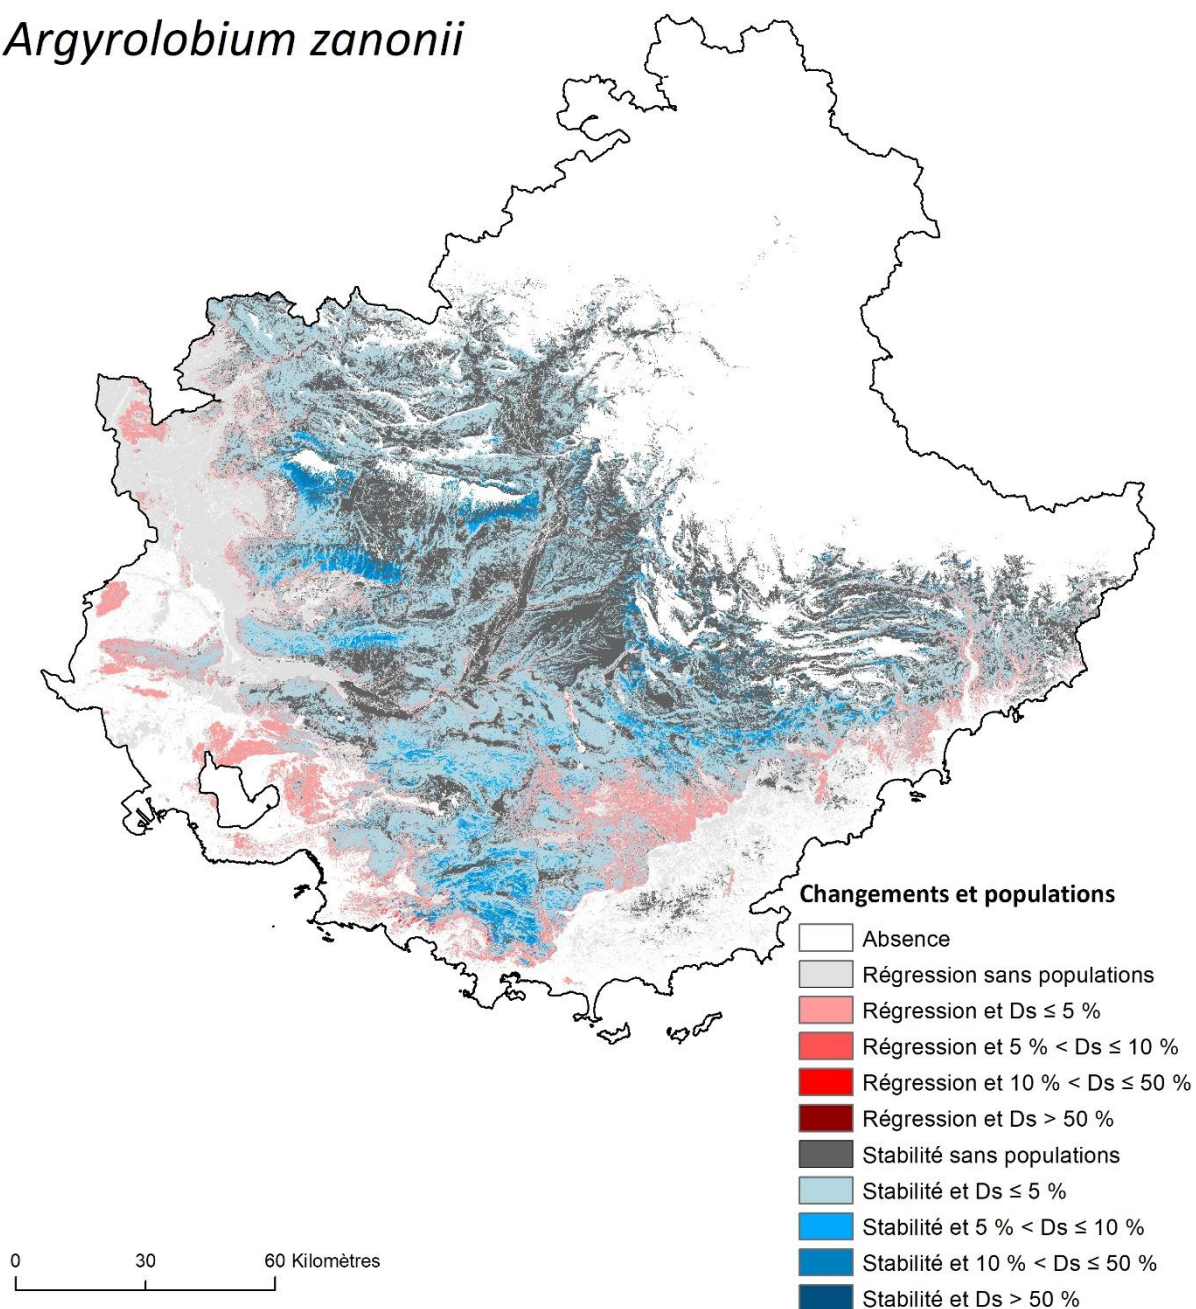 Argyrolobium zanonii
Changements et populations
Absence
Régression sans populations
Régression et Ds ≤ 5 %
Régression et 5 % < Ds ≤ 10 %
Régression et 10 % < Ds ≤ 50 %
Régression et Ds > 50 %
Stabilité sans populations
Stabilité et Ds ≤ 5 %
Stabilité et 5 % < Ds ≤ 10 %
Stabilité et 10 % < Ds ≤ 50 %
Stabilité et Ds > 50 %
0 30 60 Kilomètres